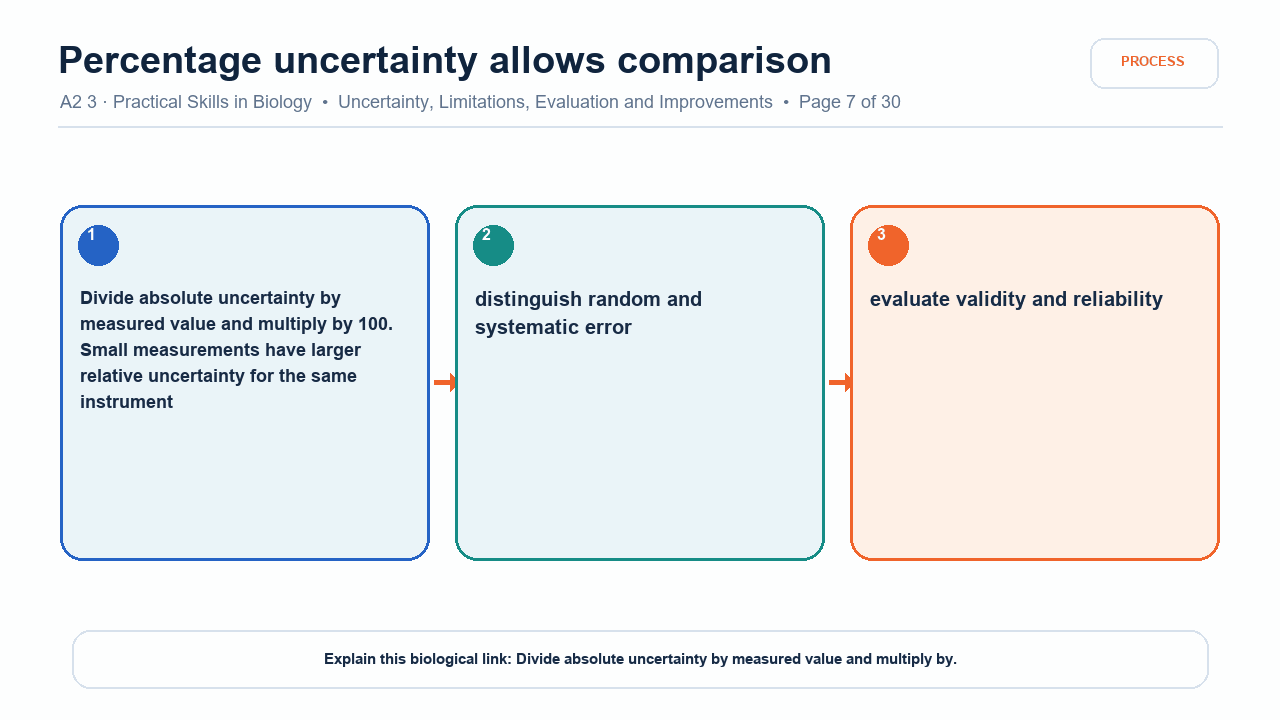 Percentage uncertainty allows comparison
PROCESS
A2 3 · Practical Skills in Biology • Uncertainty, Limitations, Evaluation and Improvements • Page 7 of 30
1
Divide absolute uncertainty by
measured value and multiply by 100.
Small measurements have larger
relative uncertainty for the same
instrument
2
distinguish random and
systematic error
3
evaluate validity and reliability
Explain this biological link: Divide absolute uncertainty by measured value and multiply by.